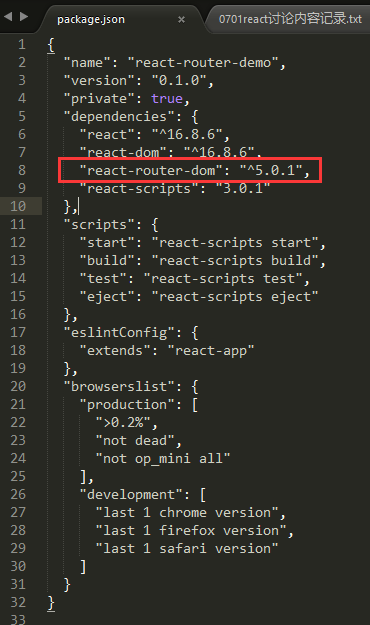 package.json × 0701react讨论内容记录.txt
1 {
2 "name": "react-router-demo",
3 "version": "0.1.0",
4 "private": true,
5 "dependencies": {
6 "react": "^16.8.6",
7 "react-dom": "^16.8.6",
8 "react-router-dom": "^5.0.1",
9 "react-scripts": "3.0.1"
10 },
11 "scripts": {
12 "start": "react-scripts start",
13 "build": "react-scripts build",
14 "test": "react-scripts test",
15 "eject": "react-scripts eject"
16 },
17 "eslintConfig": {
18 "extends": "react-app"
19 },
20 "browserslist": {
21 "production": [
22 ">0.2%",
23 "not dead",
24 "not op_mini all"
25 ],
26 "development": [
27 "last 1 chrome version",
28 "last 1 firefox version",
29 "last 1 safari version"
30 ]
31 }
32 }
33